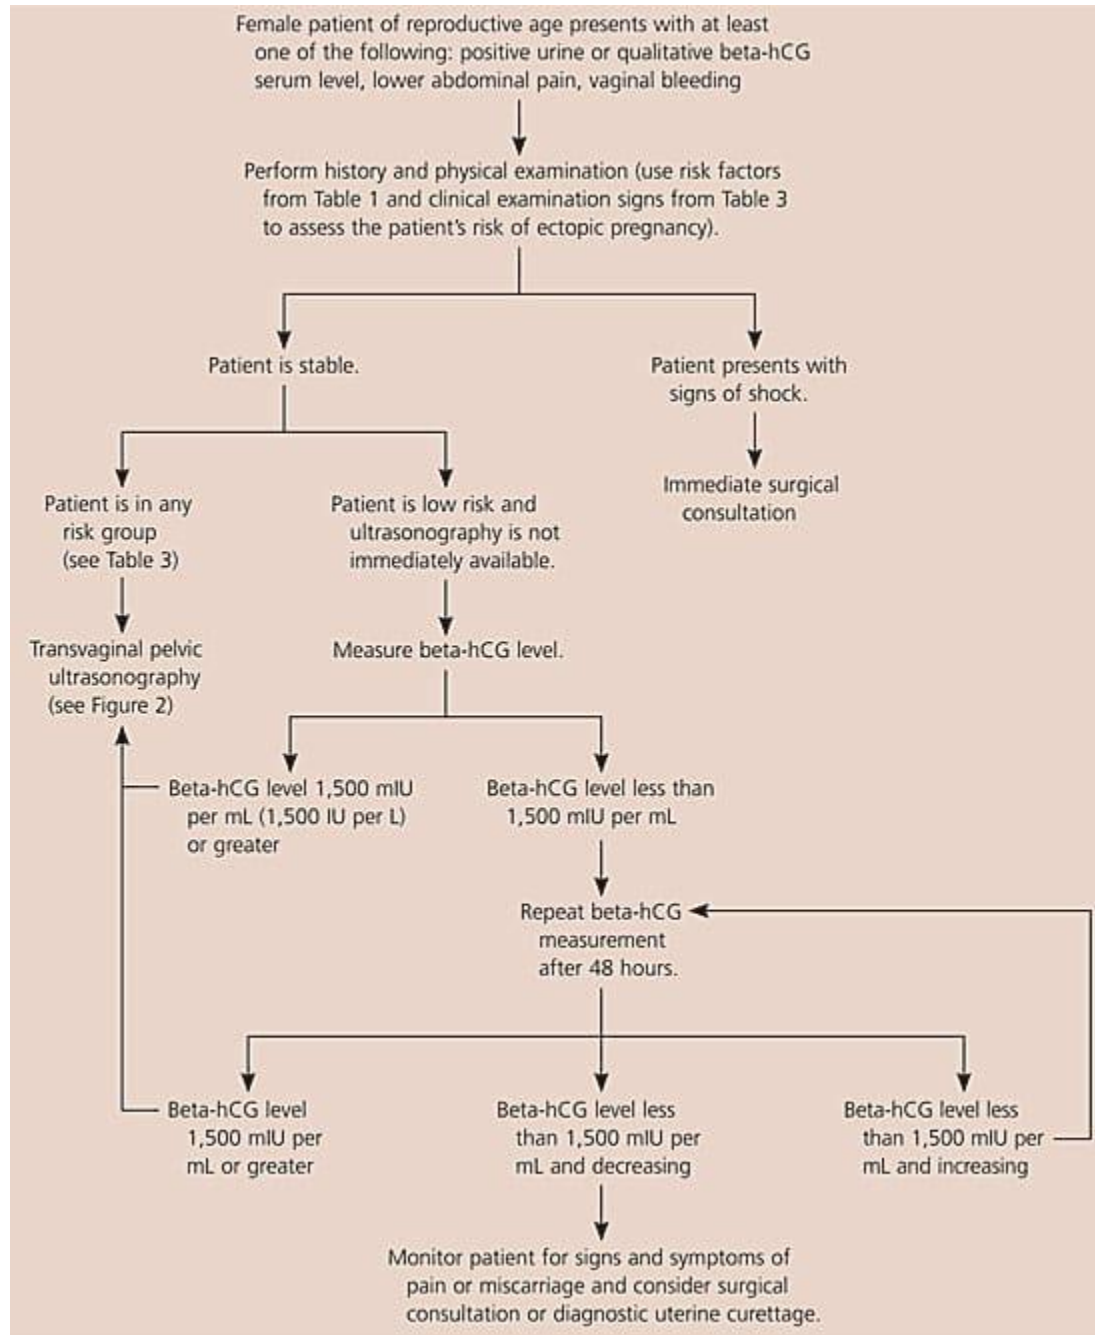 Female patient of reproductive age presents with at least
one of the following: positive urine or qualitative beta-hCG
serum level, lower abdominal pain, vaginal bleeding
Perform history and physical examination (use risk factors
from Table 1 and clinical examination signs from Table 3
to assess the patient's risk of ectopic pregnancy).
Patient is stable.
Patient presents with
signs of shock.
Immediate surgical
consultation
Patient is in any
risk group
(see Table 3)
Patient is low risk and
ultrasonography is not
immediately available.
Transvaginal pelvic
ultrasonography
(see Figure 2)
Measure beta-hCG level.
Beta-hCG level 1,500 mIU
per mL (1,500 IU per L)
or greater
Beta-hCG level less than
1,500 mIU per mL
Repeat beta-hCG
measurement
after 48 hours.
Beta-hCG level
1,500 mIU per
mL or greater
Beta-hCG level less
than 1,500 mIU per
mL and decreasing
Beta-hCG level less
than 1,500 mIU per
mL and increasing
Monitor patient for signs and symptoms of
pain or miscarriage and consider surgical
consultation or diagnostic uterine curettage.